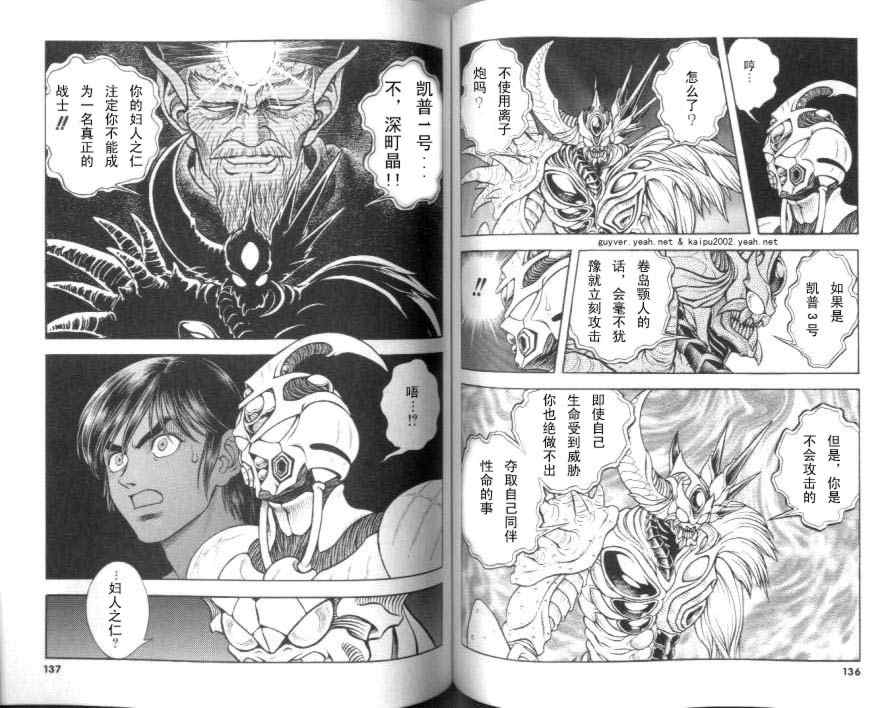 哼…
怎么了!?
不使用离子
炮吗?
guyver.yeah.net & kaipu2002.yeah.net
如果是
凯普3号
卷岛颚人的
话，会毫不犹
豫就立刻攻击
!!
但是，你是
不会攻击的
即使自己
生命受到威胁
你也绝做不出
夺取自己同伴
性命的事
136
凯普1号…
不，深町晶!!
你的妇人之仁
注定你不能成
为一名真正的
战士!!
唔…!?
…妇人之仁?
137